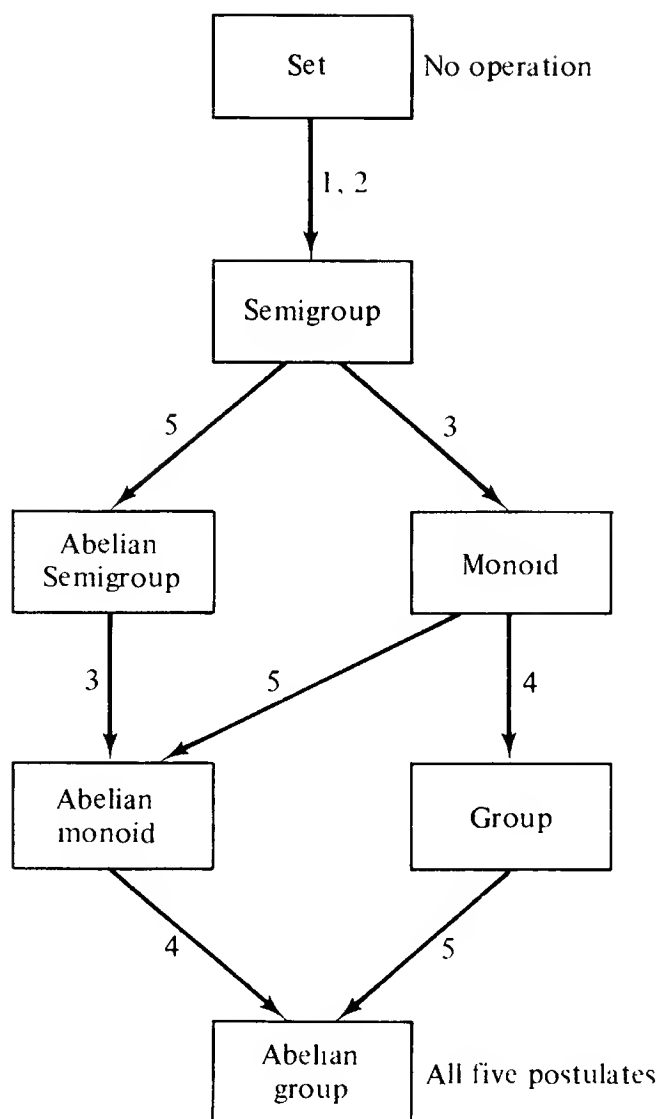 Set
No operation
1, 2
Semigroup
5
3
Abelian
Semigroup
Monoid
3
5
4
Abelian
monoid
Group
4
5
Abelian
group
All five postulates